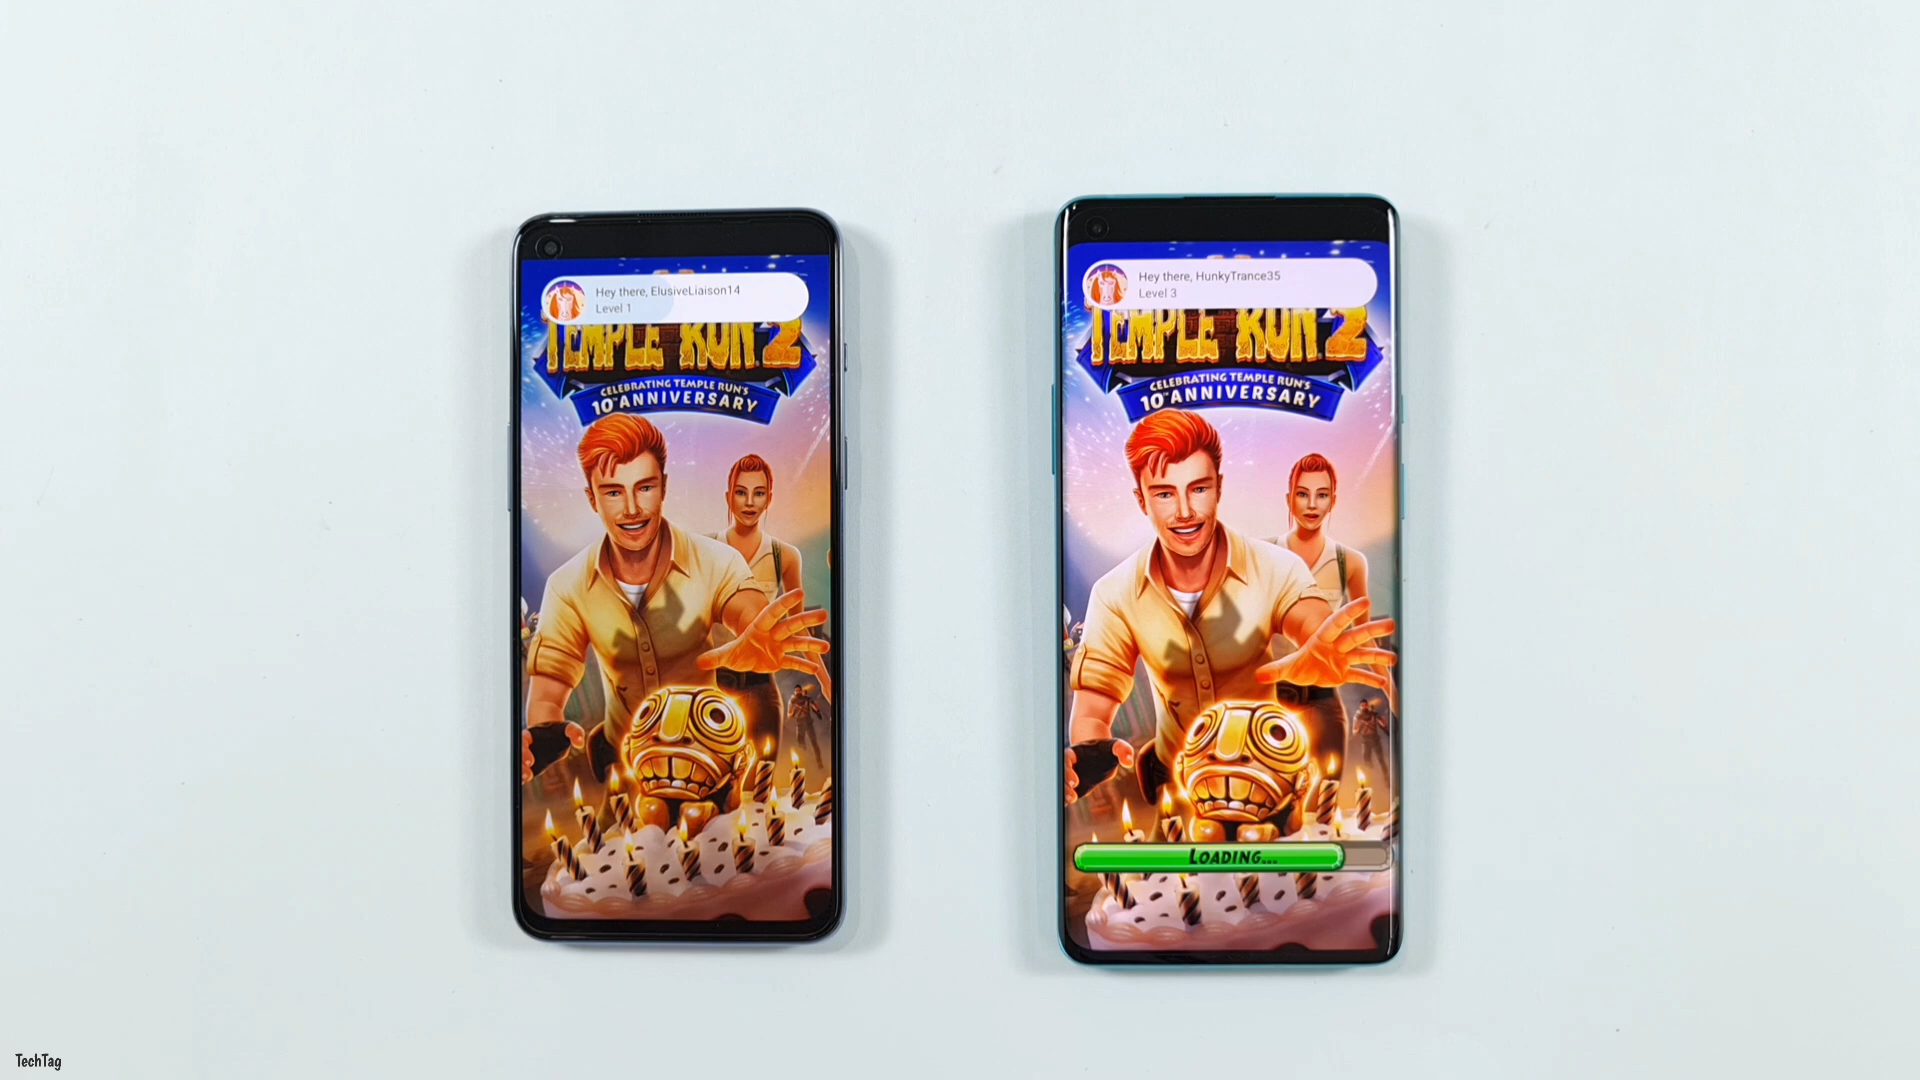 Hey there, ElusiveLiaison14
Level 1
TEMPLE RUN 2
CELEBRATING TEMPLE RUN'S
10TH ANNIVERSARY
Hey there, HunkyTrance35
Level 3
TEMPLE RUN 2
CELEBRATING TEMPLE RUN'S
10TH ANNIVERSARY
LOADING...
TechTag